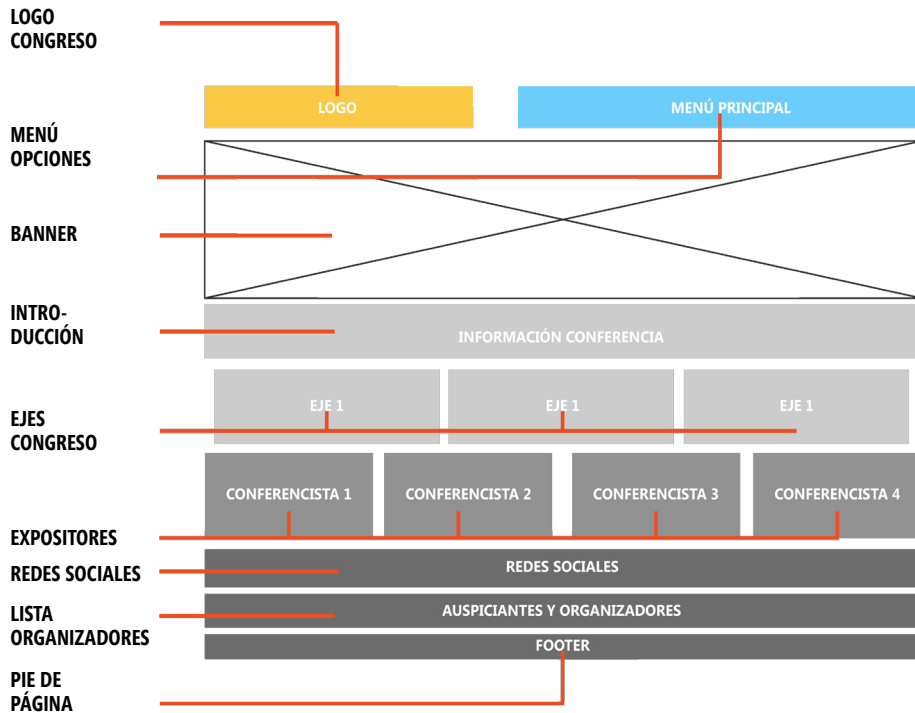 LOGO
CONGRESO
LOGO
MENÚ PRINCIPAL
MENÚ
OPCIONES
BANNER
INTRO-
DUCCIÓN
INFORMACIÓN CONFERENCIA
EJE 1
EJE 1
EJE 1
EJES
CONGRESO
CONFERENCISTA 1
CONFERENCISTA 2
CONFERENCISTA 3
CONFERENCISTA 4
EXPOSITORES
REDES SOCIALES
REDES SOCIALES
LISTA
ORGANIZADORES
AUSPICIANTES Y ORGANIZADORES
FOOTER
PIE DE
PÁGINA